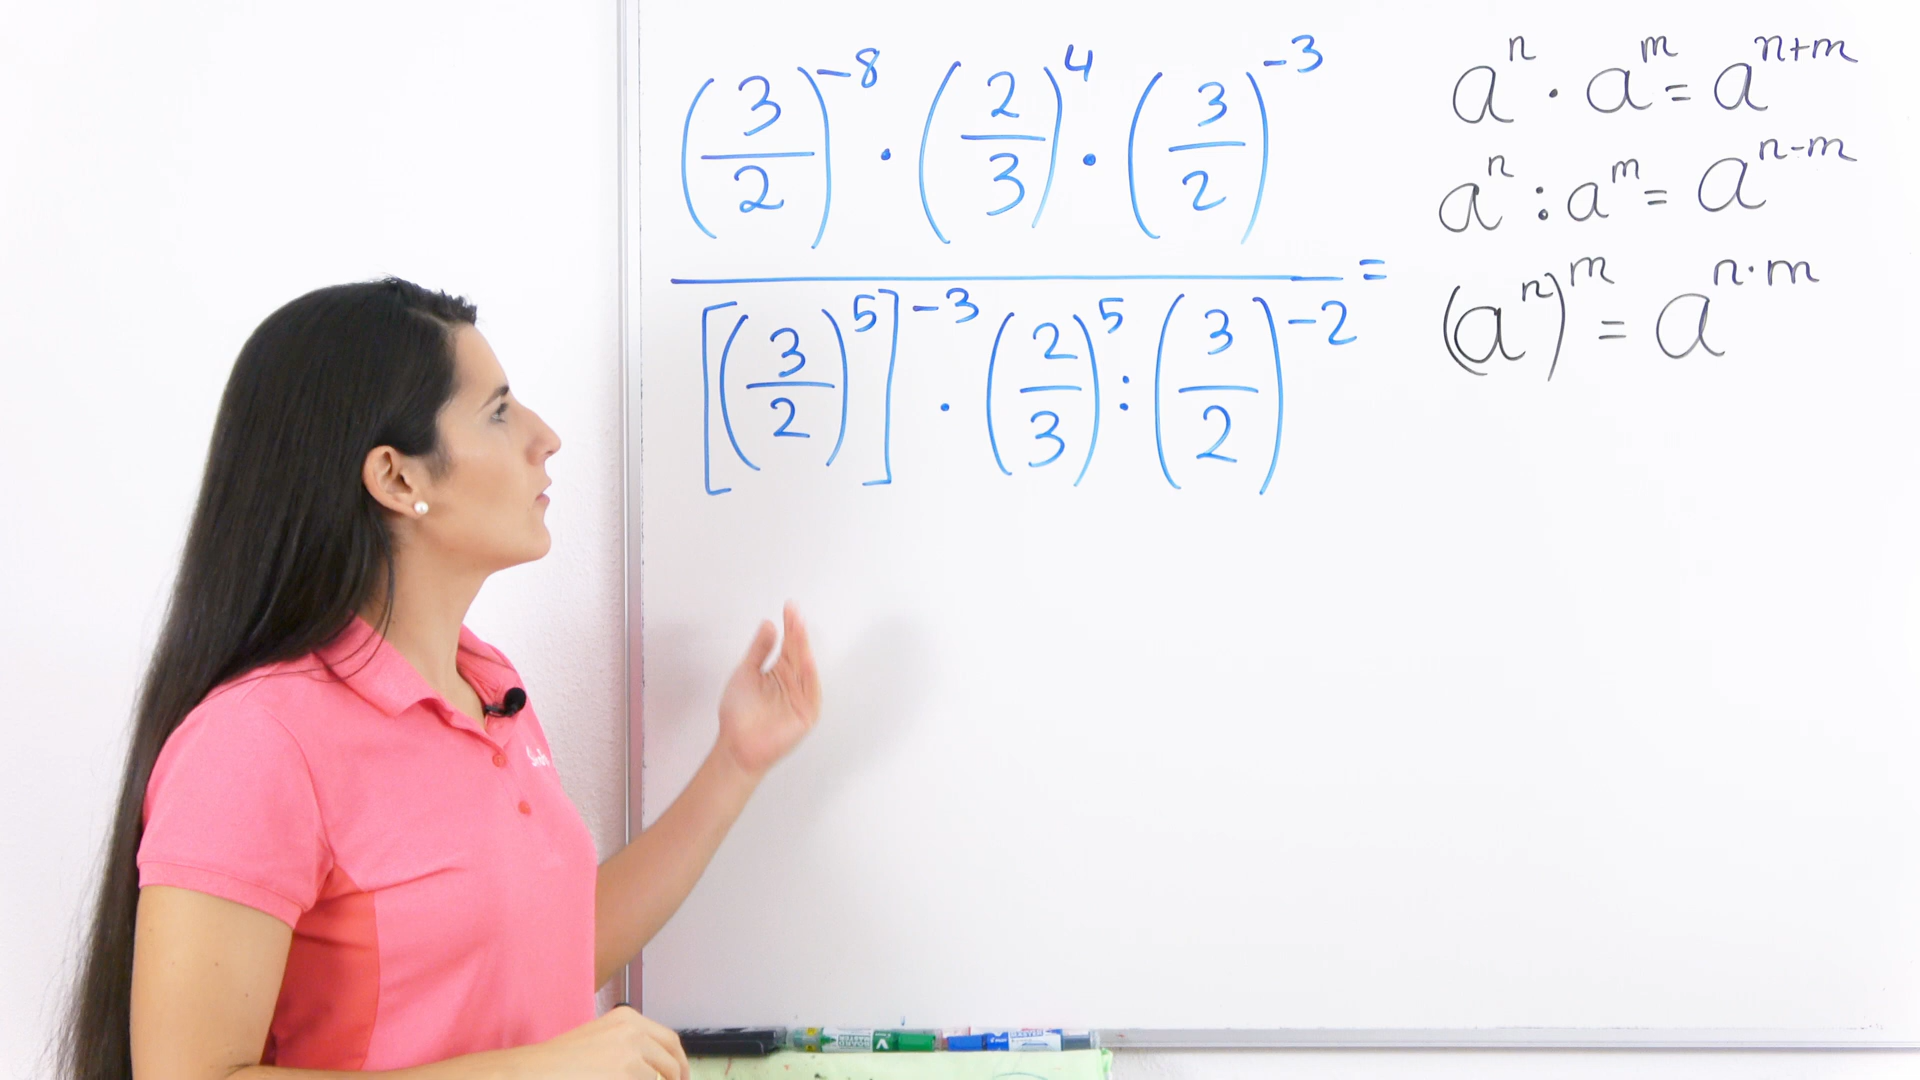 (3/2)^-8 · (2/3)^4 · (3/2)^-3
=
[(3/2)^5]^-3 · (2/3)^5 : (3/2)^-2
a^n · a^m = a^n+m
a^n : a^m = a^n-m
(a^n)^m = a^n·m